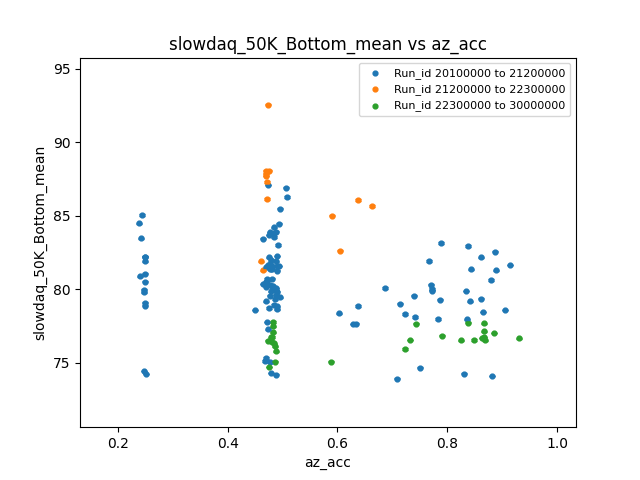 slowdaq_50K_Bottom_mean vs az_acc
Run_id 20100000 to 21200000
Run_id 21200000 to 22300000
Run_id 22300000 to 30000000
slowdaq_50K_Bottom_mean
95
90
85
80
75
0.2
0.4
0.6
0.8
1.0
az_acc